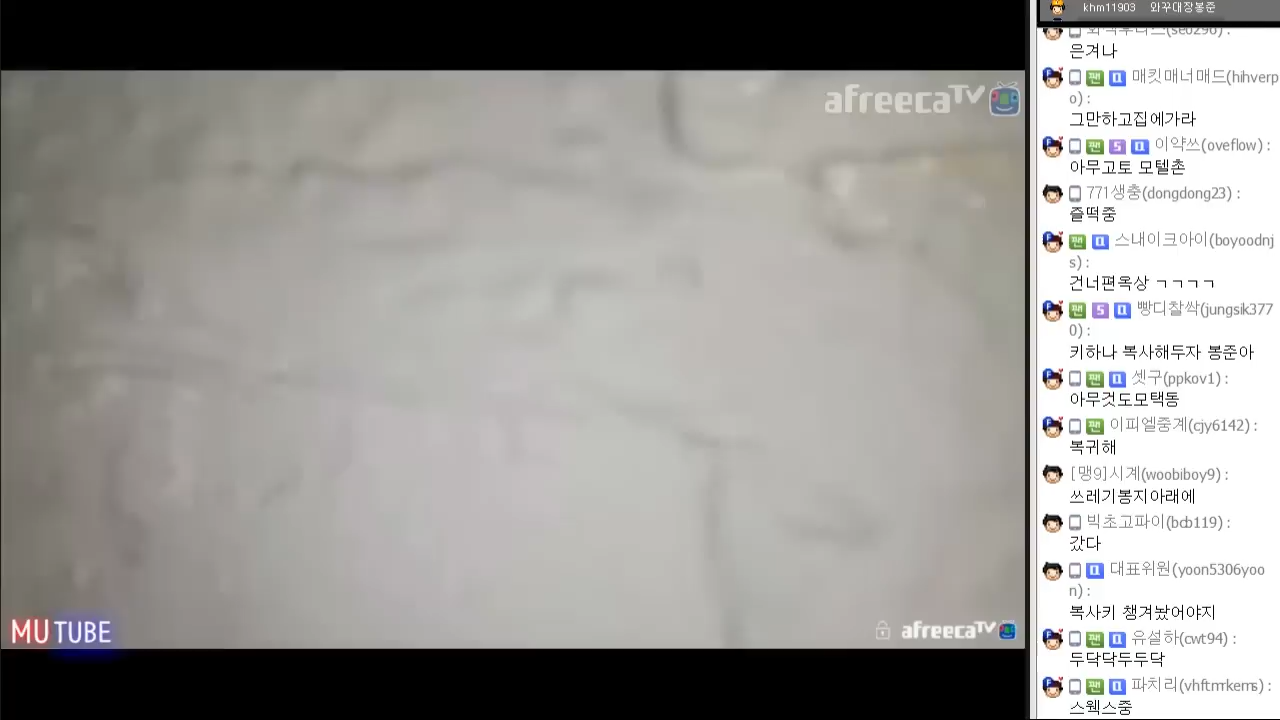 khm11903 와꾸대장봉준
은겨나
매킷매너매드(hihverp
o) :
그만하고집에가라
이약쓰(oveflow) :
아무고토 모텔촌
771생충(dongdong23) :
즐떡중
스내이크아이(boyoodnj
s) :
건너편옥상 ㄱㄱㄱㄱ
빵디찰싹(jungsik377
0) :
키하나 복사해두자 봉준아
셋구(ppkov1) :
아무것도모택동
이피엘중계(cjy6142) :
복귀해
[맹9]시계(woobiboy9) :
쓰레기봉지아래에
빅초고파이(bcb119) :
갔다
대표위원(yoon5306yoo
n) :
복사키 챙겨놨어야지
유설하(cwt94) :
두닥닥두두닥
파치리(vhftmrkems) :
스웩스중
afreecaTV
MUTUBE
afreecaTV